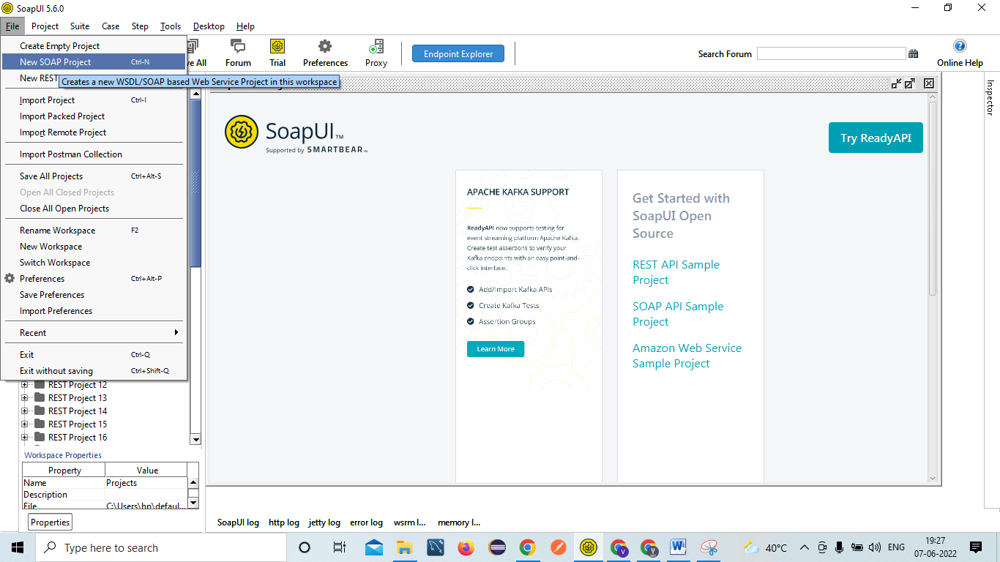 SoapUI 5.6.0
File Project Suite Case Step Tools Desktop Help
Create Empty Project
New SOAP Project Ctrl-N
New REST
Creates a new WSDL/SOAP based Web Service Project in this workspace
Import Project Ctrl-I
Import Packed Project
Import Remote Project
Import Postman Collection
Save All Projects Ctrl+Alt-S
Open All Closed Projects
Close All Open Projects
Rename Workspace F2
New Workspace
Switch Workspace
Preferences Ctrl+Alt-P
Save Preferences
Import Preferences
Recent
Exit Ctrl-Q
Exit without saving Ctrl+Shift-Q
All Forum Trial Preferences Proxy
Endpoint Explorer
Search Forum
Online Help
Inspector
SoapUI™
Supported by SMARTBEAR™
Try ReadyAPI
APACHE KAFKA SUPPORT
ReadyAPI now supports testing for
event streaming platform Apache Kafka.
Create test assertions to verify your
Kafka endpoints with an easy point-and-
click interface.
Add/Import Kafka APIs
Create Kafka Tests
Assertion Groups
Learn More
Get Started with
SoapUI Open
Source
REST API Sample
Project
SOAP API Sample
Project
Amazon Web Service
Sample Project
REST Project 12
REST Project 13
REST Project 14
REST Project 15
REST Project 16
Workspace Properties
Property Value
Name Projects
Description
File C:\Users\hp\defaul...
Properties
SoapUI log http log jetty log error log wsrm l... memory l...
Type here to search
40°C
ENG
19:27
07-06-2022